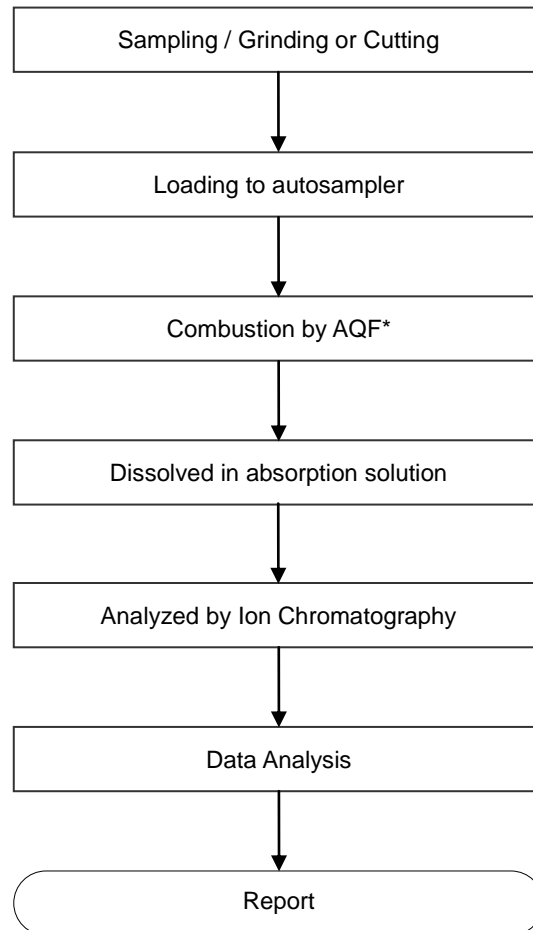 Sampling / Grinding or Cutting
Loading to autosampler
Combustion by AQF*
Dissolved in absorption solution
Analyzed by Ion Chromatography
Data Analysis
Report